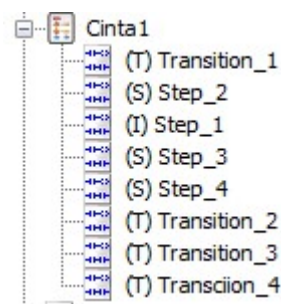 Cinta1
(T) Transition_1
(S) Step_2
(I) Step_1
(S) Step_3
(S) Step_4
(T) Transition_2
(T) Transition_3
(T) Transciion_4